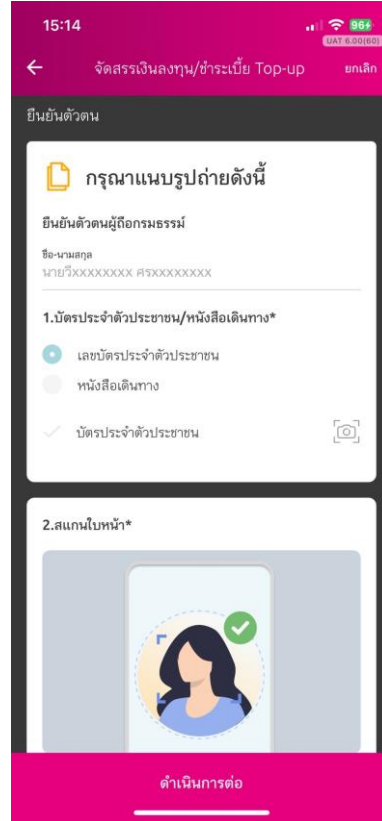 15:14
96
UAT 6.00(60)
จัดสรรเงินลงทุน/ชำระเบี้ย Top-up
ยกเลิก
ยืนยันตัวตน
กรุณาแนบรูปถ่ายดังนี้
ยืนยันตัวตนผู้ถือกรมธรรม์
ชื่อ-นามสกุล
นายวีxxxxxxxx ศรxxxxxxxxx
1.บัตรประจำตัวประชาชน/หนังสือเดินทาง*
เลขบัตรประจำตัวประชาชน
หนังสือเดินทาง
บัตรประจำตัวประชาชน
2.สแกนใบหน้า*
ดำเนินการต่อ